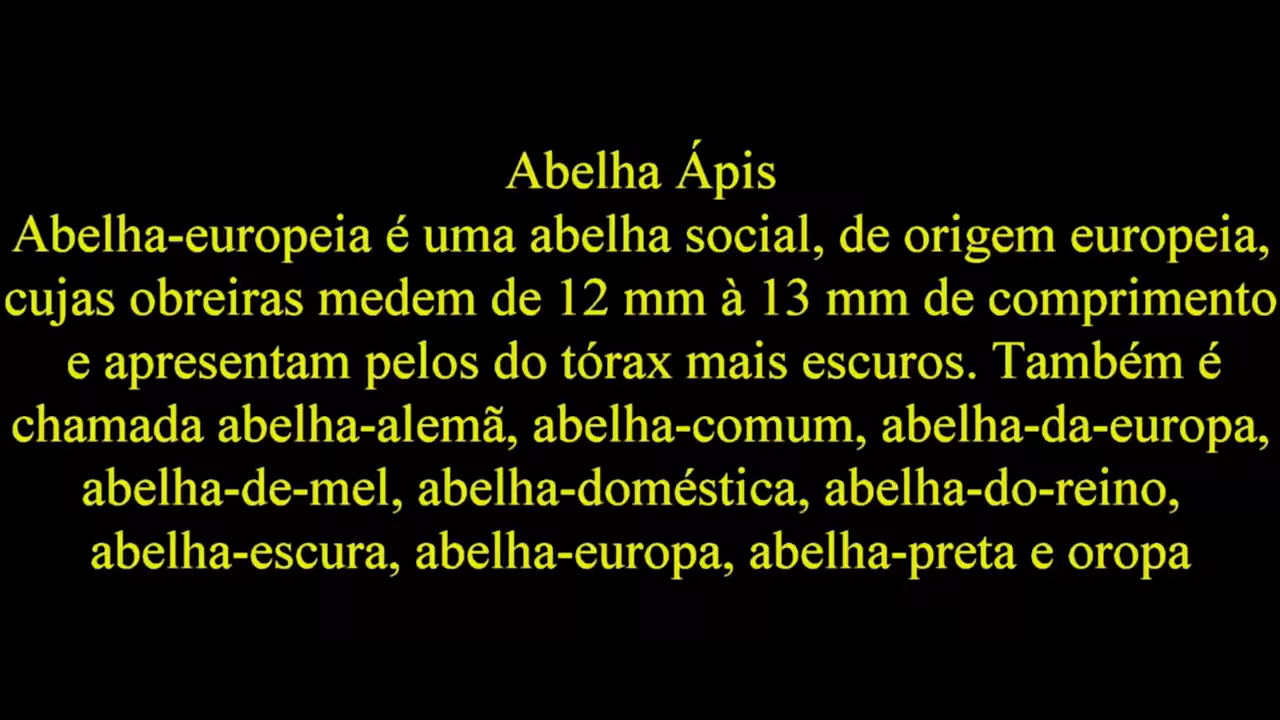 Abelha Ápis
Abelha-europeia é uma abelha social, de origem europeia,
cujas obreiras medem de 12 mm à 13 mm de comprimento
e apresentam pelos do tórax mais escuros. Também é
chamada abelha-alemã, abelha-comum, abelha-da-europa,
abelha-de-mel, abelha-doméstica, abelha-do-reino,
abelha-escura, abelha-europa, abelha-preta e oropa